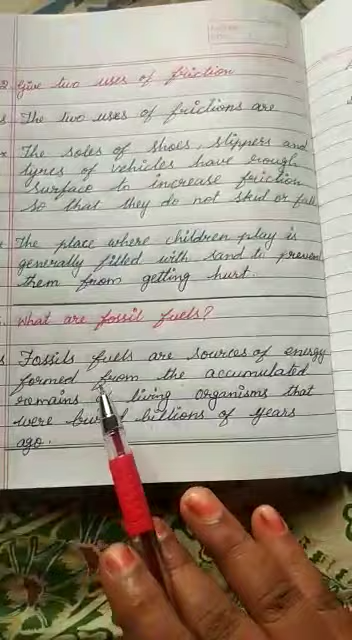 2 Give two uses of friction
s The two uses of frictions are
The soles of shoes, slippers and
tyres of vehicles have rough
surface to increase friction
so that they do not skid or fall
The place where children play is
generally filled with sand to prevent
them from getting hurt.
What are fossil fuels?
s Fossils fuels are sources of energy
formed from the accumulated
remains living organisms that
were billions of years
ago.